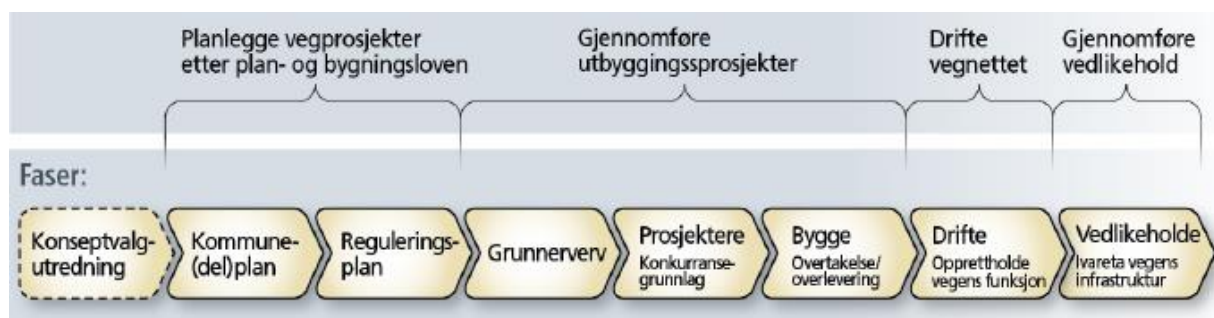 Planlegge vegprosjekter
etter plan- og bygningsloven
Gjennomføre
utbyggingssprosjekter
Drifte
vegnettet
Gjennomføre
vedlikehold
Faser:
Konseptvalg-
utredning
Kommune-
(del)plan
Regulerings-
plan
Grunnerverv
Prosjektere
Konkurranse-
grunnlag
Bygge
Overtakelse/
overlevering
Drifte
Opprettholde
vegens funksjon
Vedlikeholde
Ivareta vegens
infrastruktur